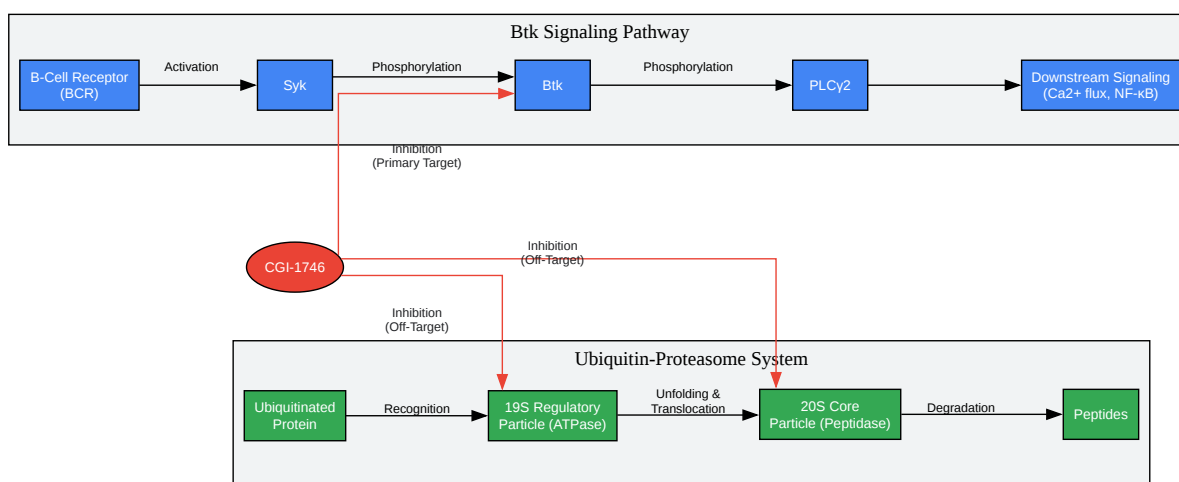 Btk Signaling Pathway
B-Cell Receptor
(BCR)
Activation
Syk
Phosphorylation
Btk
Phosphorylation
PLCγ2
Downstream Signaling
(Ca2+ flux, NF-κB)
Inhibition
(Primary Target)
CGI-1746
Inhibition
(Off-Target)
Inhibition
(Off-Target)
Ubiquitin-Proteasome System
Ubiquitinated
Protein
Recognition
19S Regulatory
Particle (ATPase)
Unfolding &
Translocation
20S Core
Particle (Peptidase)
Degradation
Peptides